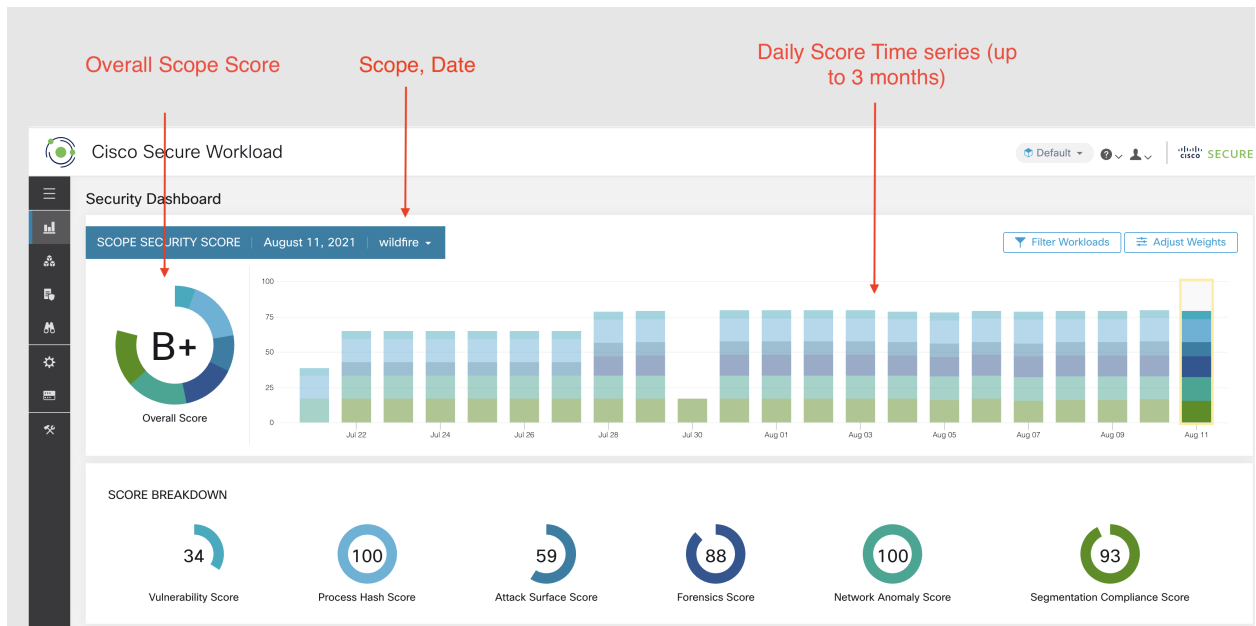 Overall Scope Score
Scope, Date
Daily Score Time series (up
to 3 months)
Cisco Secure Workload
Default
?
CISCO SECURE
Security Dashboard
SCOPE SECURITY SCORE
August 11, 2021
wildfire
Filter Workloads
Adjust Weights
B+
Overall Score
100
75
50
25
0
Jul 22
Jul 24
Jul 26
Jul 28
Jul 30
Aug 01
Aug 03
Aug 05
Aug 07
Aug 09
Aug 11
SCORE BREAKDOWN
34
Vulnerability Score
100
Process Hash Score
59
Attack Surface Score
88
Forensics Score
100
Network Anomaly Score
93
Segmentation Compliance Score